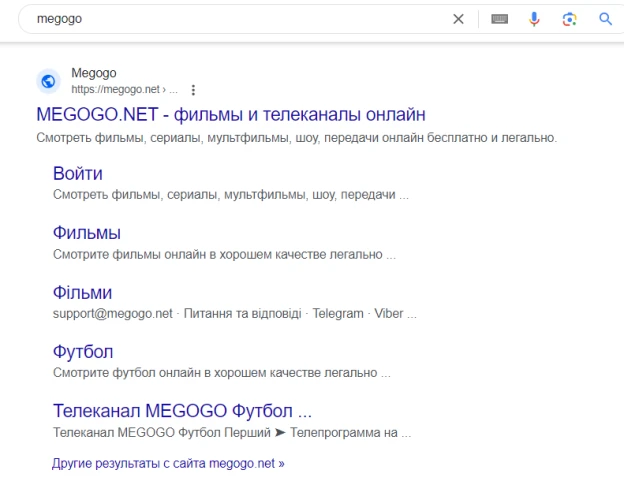 megogo
Megogo
https://megogo.net › ...
MEGOGO.NET - фильмы и телеканалы онлайн
Смотреть фильмы, сериалы, мультфильмы, шоу, передачи онлайн бесплатно и легально.
Войти
Смотреть фильмы, сериалы, мультфильмы, шоу, передачи ...
Фильмы
Смотрите фильмы онлайн в хорошем качестве легально ...
Фільми
support@megogo.net · Питання та відповіді · Telegram · Viber ...
Футбол
Смотрите футбол онлайн в хорошем качестве легально ...
Телеканал MEGOGO Футбол ...
Телеканал MEGOGO Футбол Перший ➤ Телепрограмма на ...
Другие результаты с сайта megogo.net »